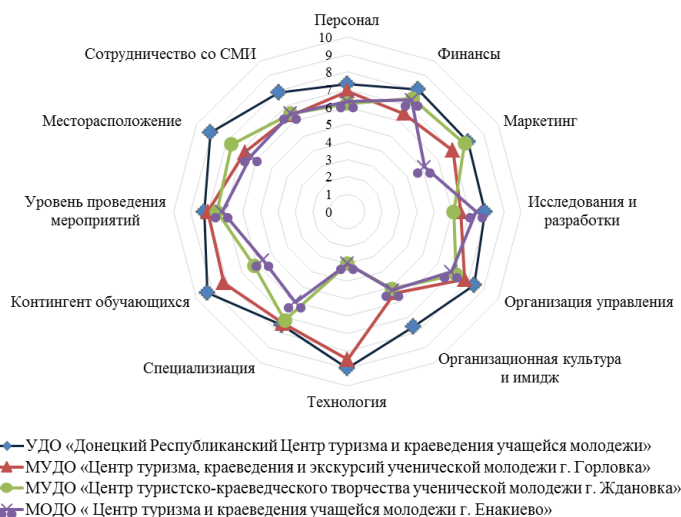 Персонал
10
9
8
7
6
5
4
3
2
1
0
Финансы
Маркетинг
Исследования и
разработки
Организация управления
Организационная культура
и имидж
Технология
Специализиация
Контингент обучающихся
Уровень проведения
мероприятий
Месторасположение
Сотрудничество со СМИ
УДО «Донецкий Республиканский Центр туризма и краеведения учащейся молодежи»
МУДО «Центр туризма, краеведения и экскурсий ученической молодежи г. Горловка»
МУДО «Центр туристско-краеведческого творчества ученической молодежи г. Ждановка»
МОДО « Центр туризма и краеведения учащейся молодежи г. Енакиево»